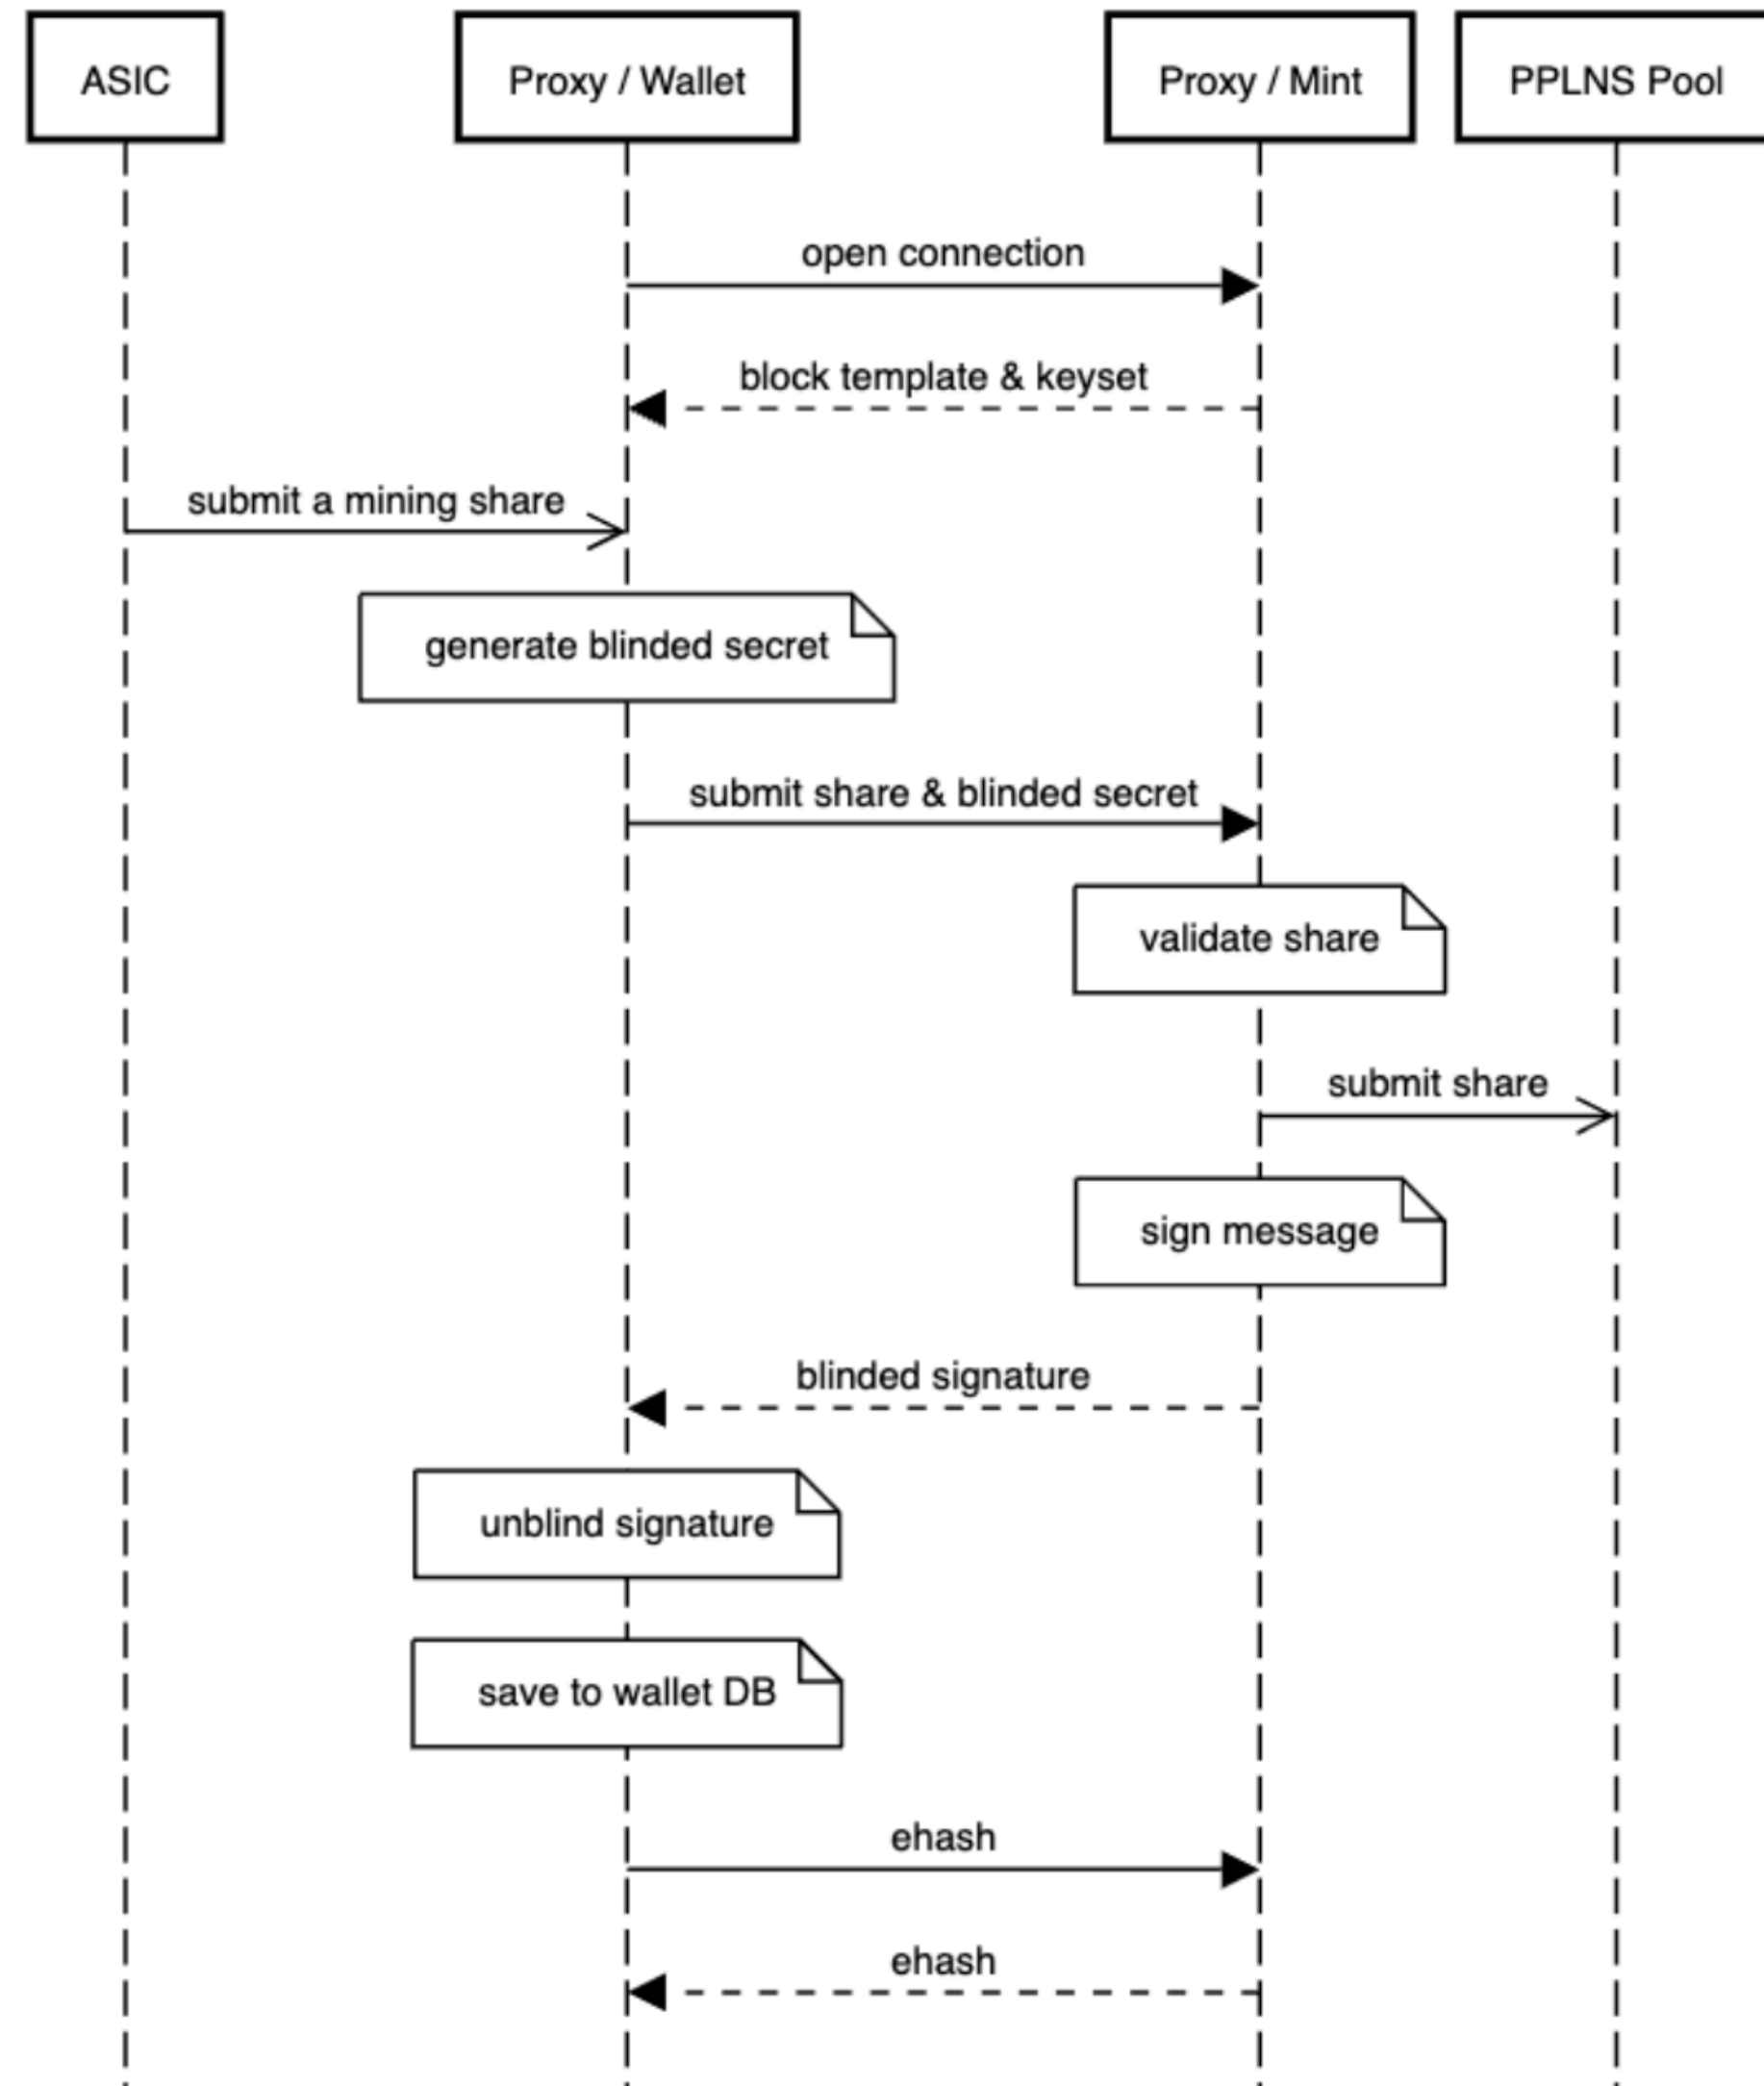 ASIC
Proxy / Wallet
Proxy / Mint
PPLNS Pool
open connection
block template & keyset
submit a mining share
generate blinded secret
submit share & blinded secret
validate share
submit share
sign message
blinded signature
unblind signature
save to wallet DB
ehash
ehash